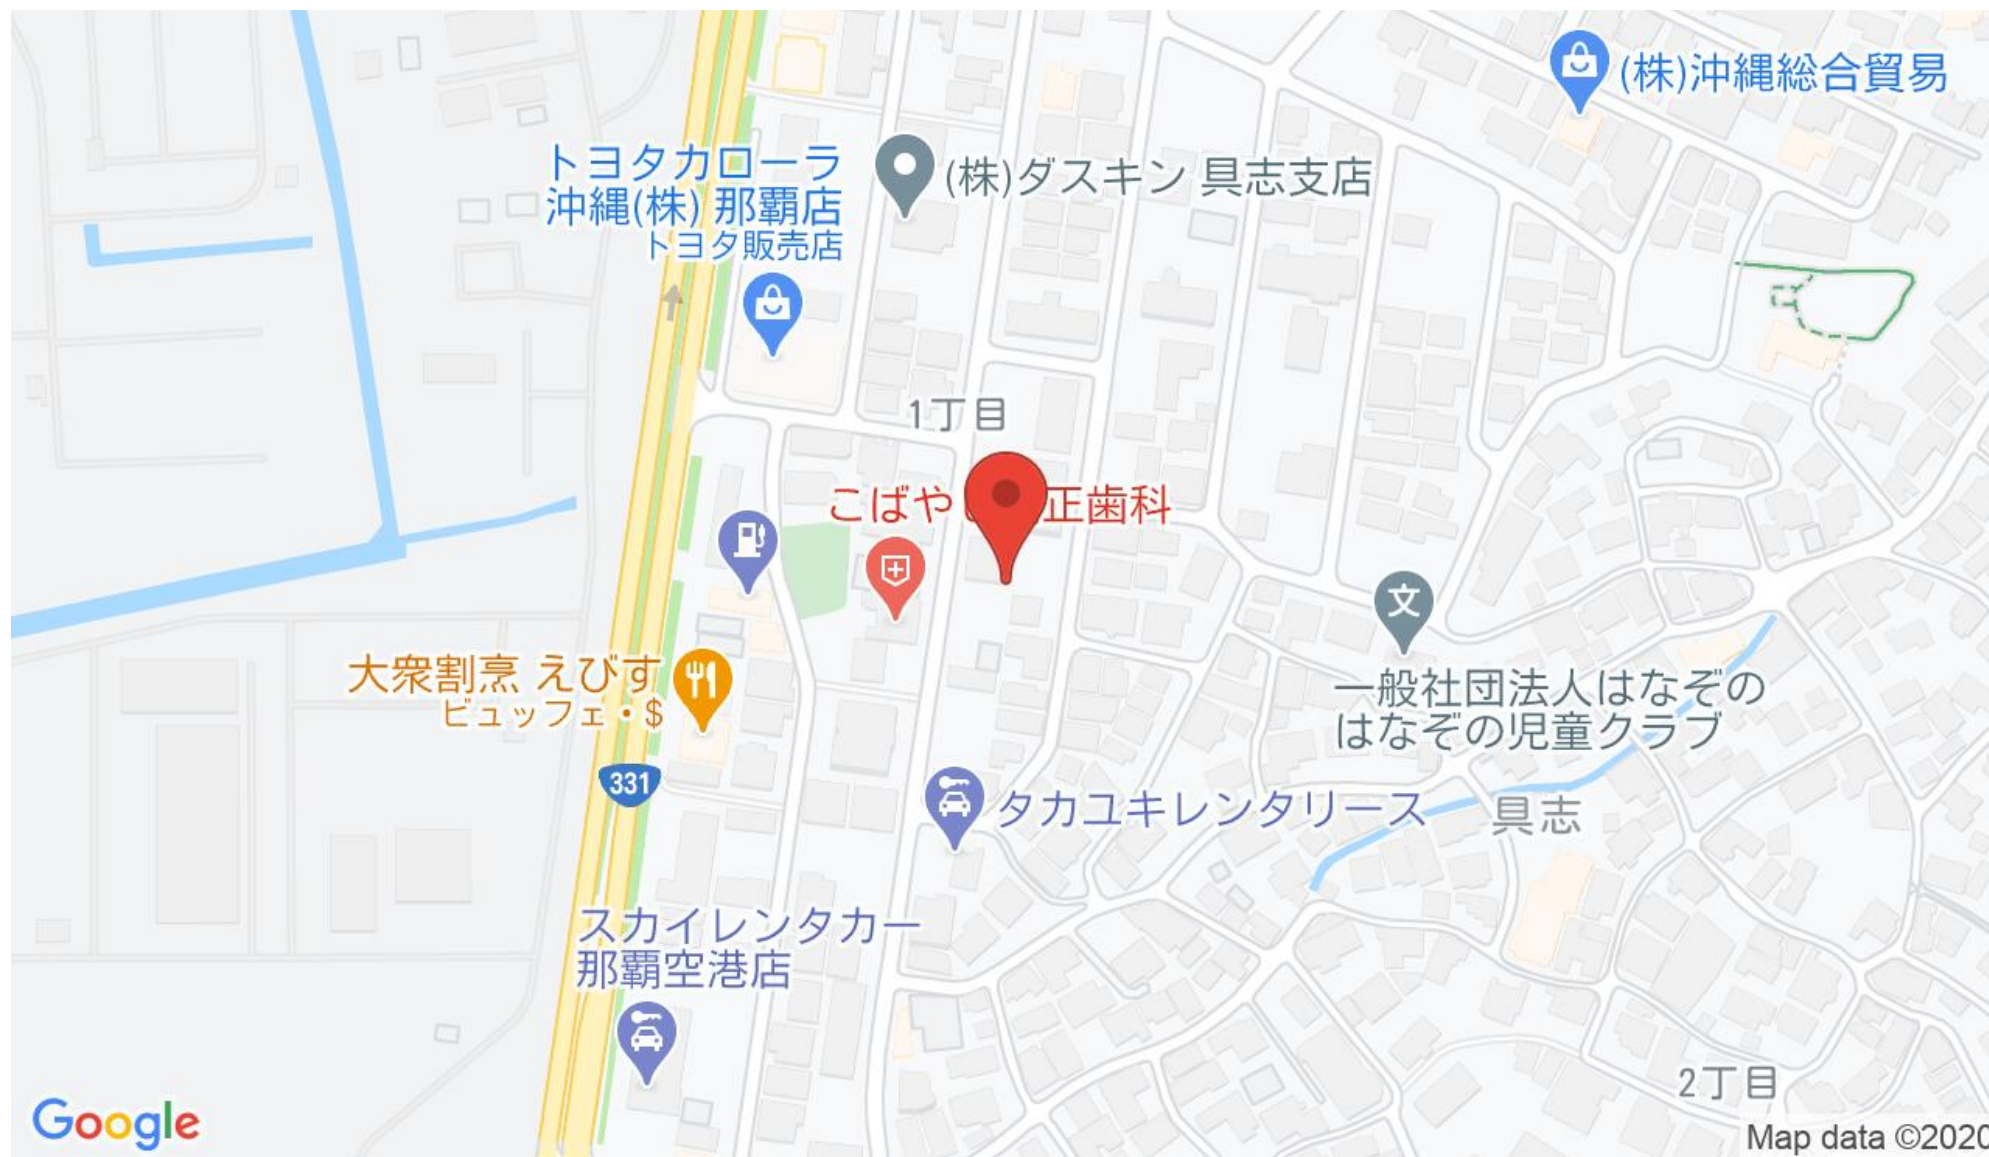 (株)沖縄総合貿易
トヨタカローラ
沖縄(株) 那覇店
トヨタ販売店
(株)ダスキン 具志支店
1丁目
こばや
正歯科
文
大衆割烹 えびす
ビュッフェ・$
一般社団法人はなぞの
はなぞの児童クラブ
331
タカユキレンタリース
具志
スカイレンタカー
那覇空港店
2丁目
Google
Map data ©2020